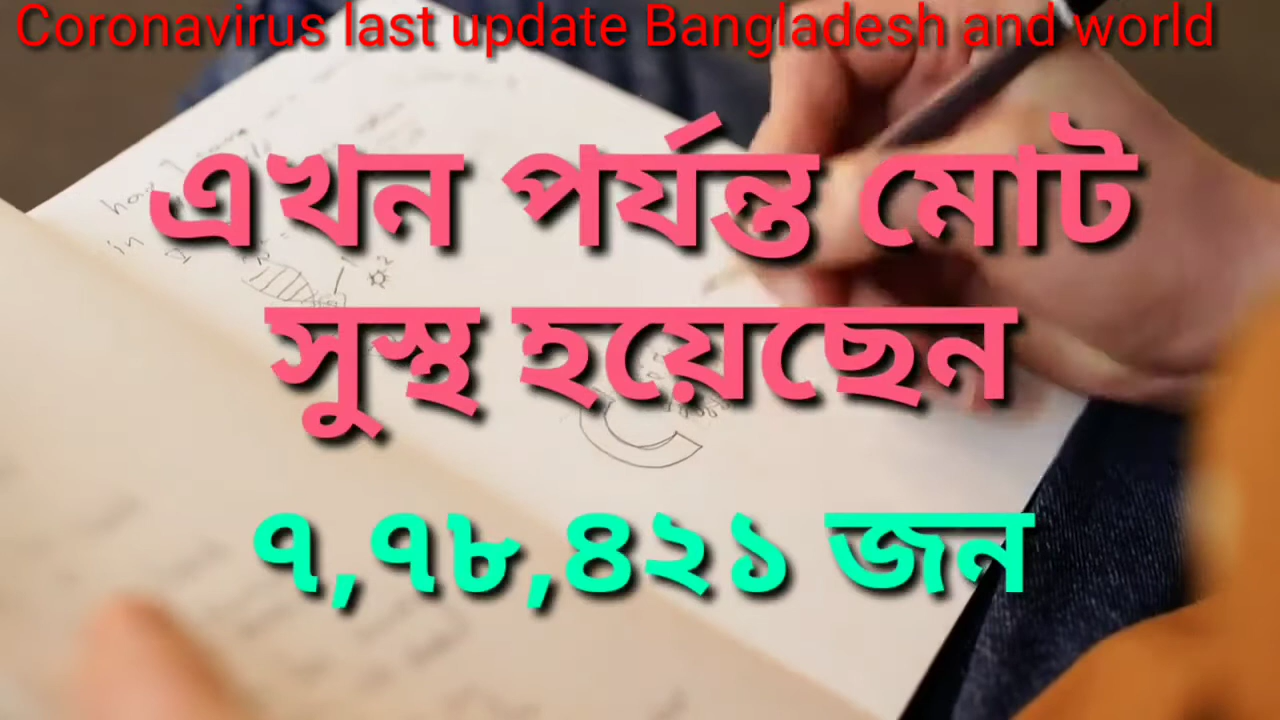 Coronavirus last update Bangladesh and world
এখন পর্যন্ত মোট
সুস্থ হয়েছেন
৭,৭৮,৪২১ জন